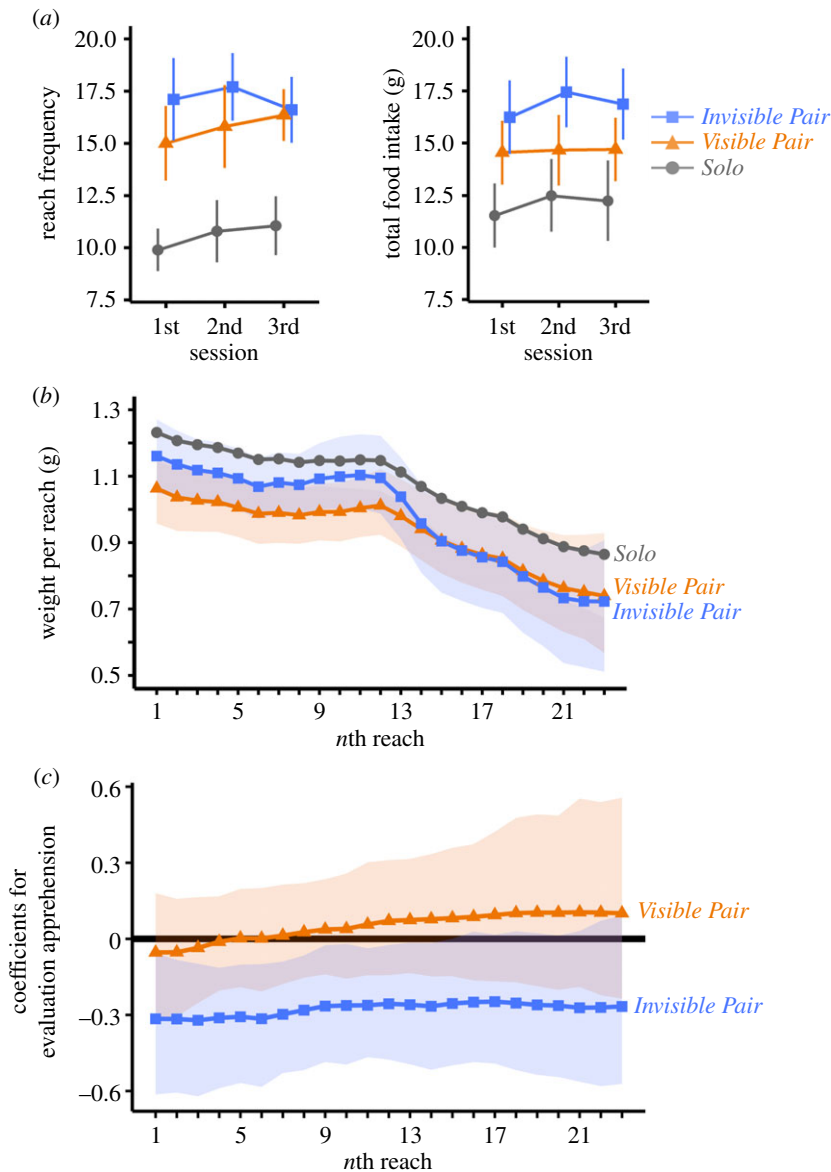 (a)
20.0
17.5
15.0
12.5
10.0
7.5
reach frequency
1st 2nd 3rd
session
20.0
17.5
15.0
12.5
10.0
7.5
total food intake (g)
1st 2nd 3rd
session
Invisible Pair
Visible Pair
Solo
(b)
1.3
1.1
0.9
0.7
0.5
weight per reach (g)
Solo
Visible Pair
Invisible Pair
1 5 9 13 17 21
nth reach
(c)
0.6
0.3
0
−0.3
−0.6
coefficients for
evaluation apprehension
Visible Pair
Invisible Pair
1 5 9 13 17 21
nth reach